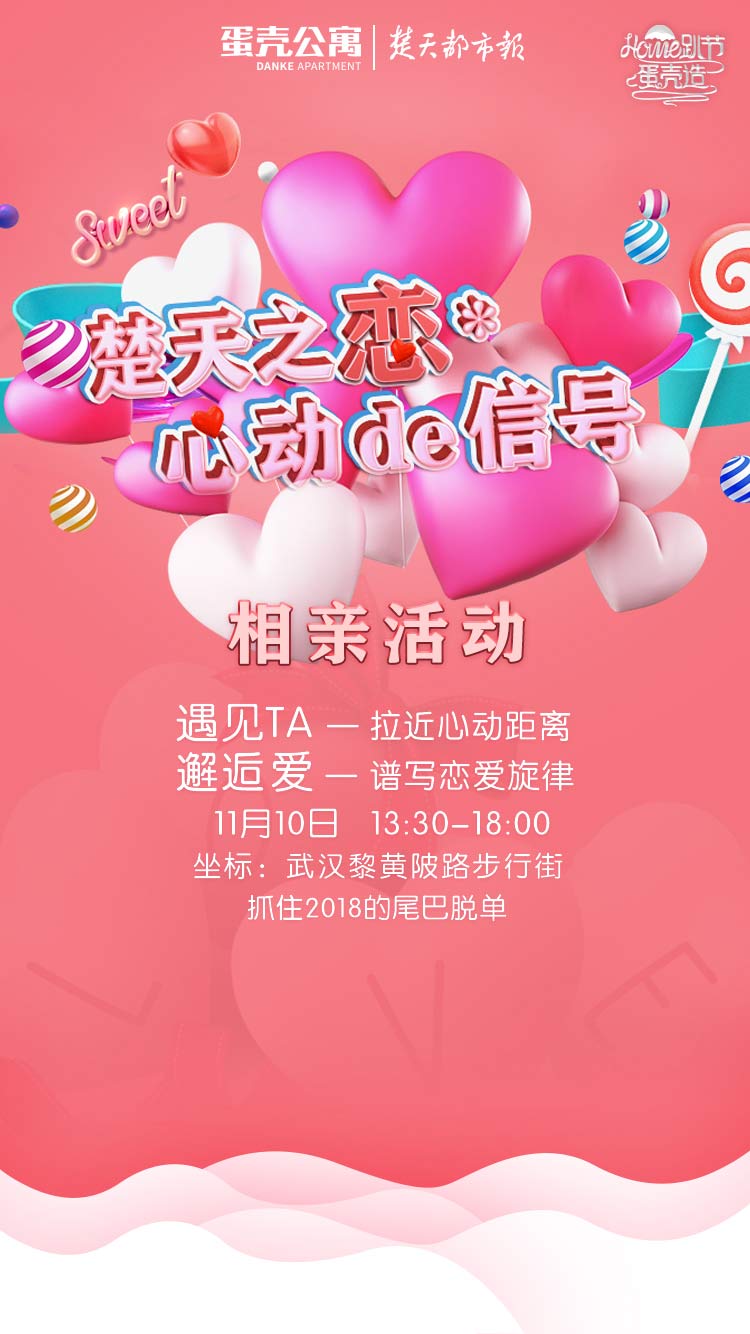 蛋壳公寓 | 楚天都市報
DANKE APARTMENT
Home趴节
蛋壳造
Sweet
楚天之恋*
心动de信号
相亲活动
遇见TA — 拉近心动距离
邂逅爱 — 谱写恋爱旋律
11月10日 13:30-18:00
坐标：武汉黎黄陂路步行街
抓住2018的尾巴脱单
L V E